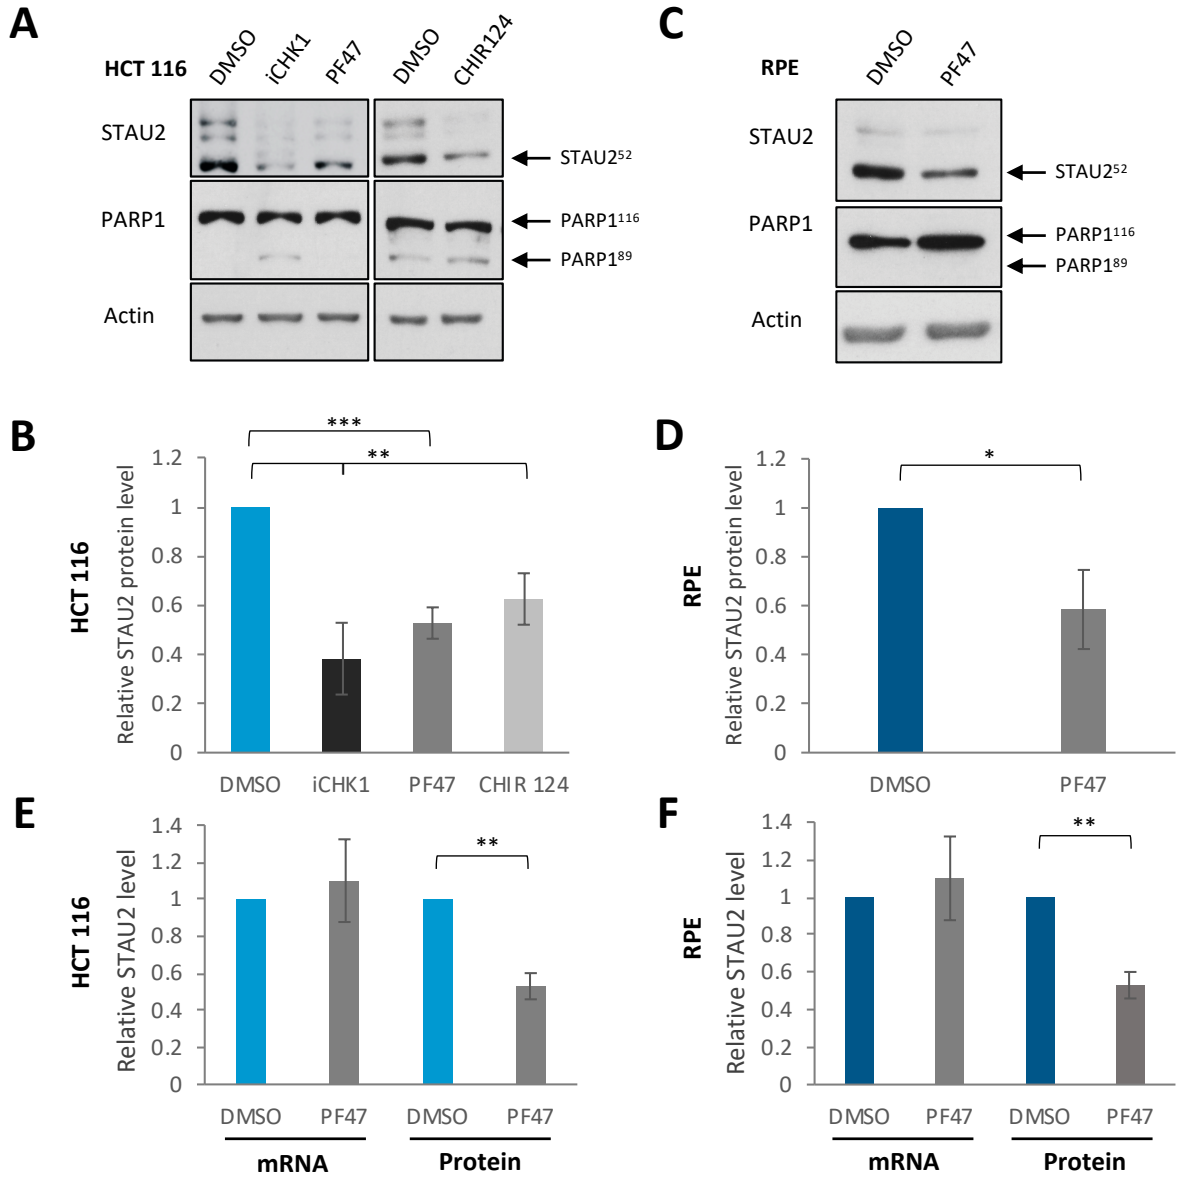 A
HCT 116
DMSO
iCHK1
PF47
DMSO
CHIR124
STAU2
STAU2⁵²
PARP1
PARP1¹¹⁶
PARP1⁸⁹
Actin
C
RPE
DMSO
PF47
STAU2
STAU2⁵²
PARP1
PARP1¹¹⁶
PARP1⁸⁹
Actin
B
HCT 116
Relative STAU2 protein level
1.2
1
0.8
0.6
0.4
0.2
0
***
**
DMSO iCHK1 PF47 CHIR 124
D
RPE
Relative STAU2 protein level
1.2
1
0.8
0.6
0.4
0.2
0
*
DMSO PF47
E
HCT 116
Relative STAU2 level
1.4
1.2
1
0.8
0.6
0.4
0.2
0
**
DMSO PF47 DMSO PF47
mRNA Protein
F
RPE
Relative STAU2 level
1.4
1.2
1
0.8
0.6
0.4
0.2
0
**
DMSO PF47 DMSO PF47
mRNA Protein